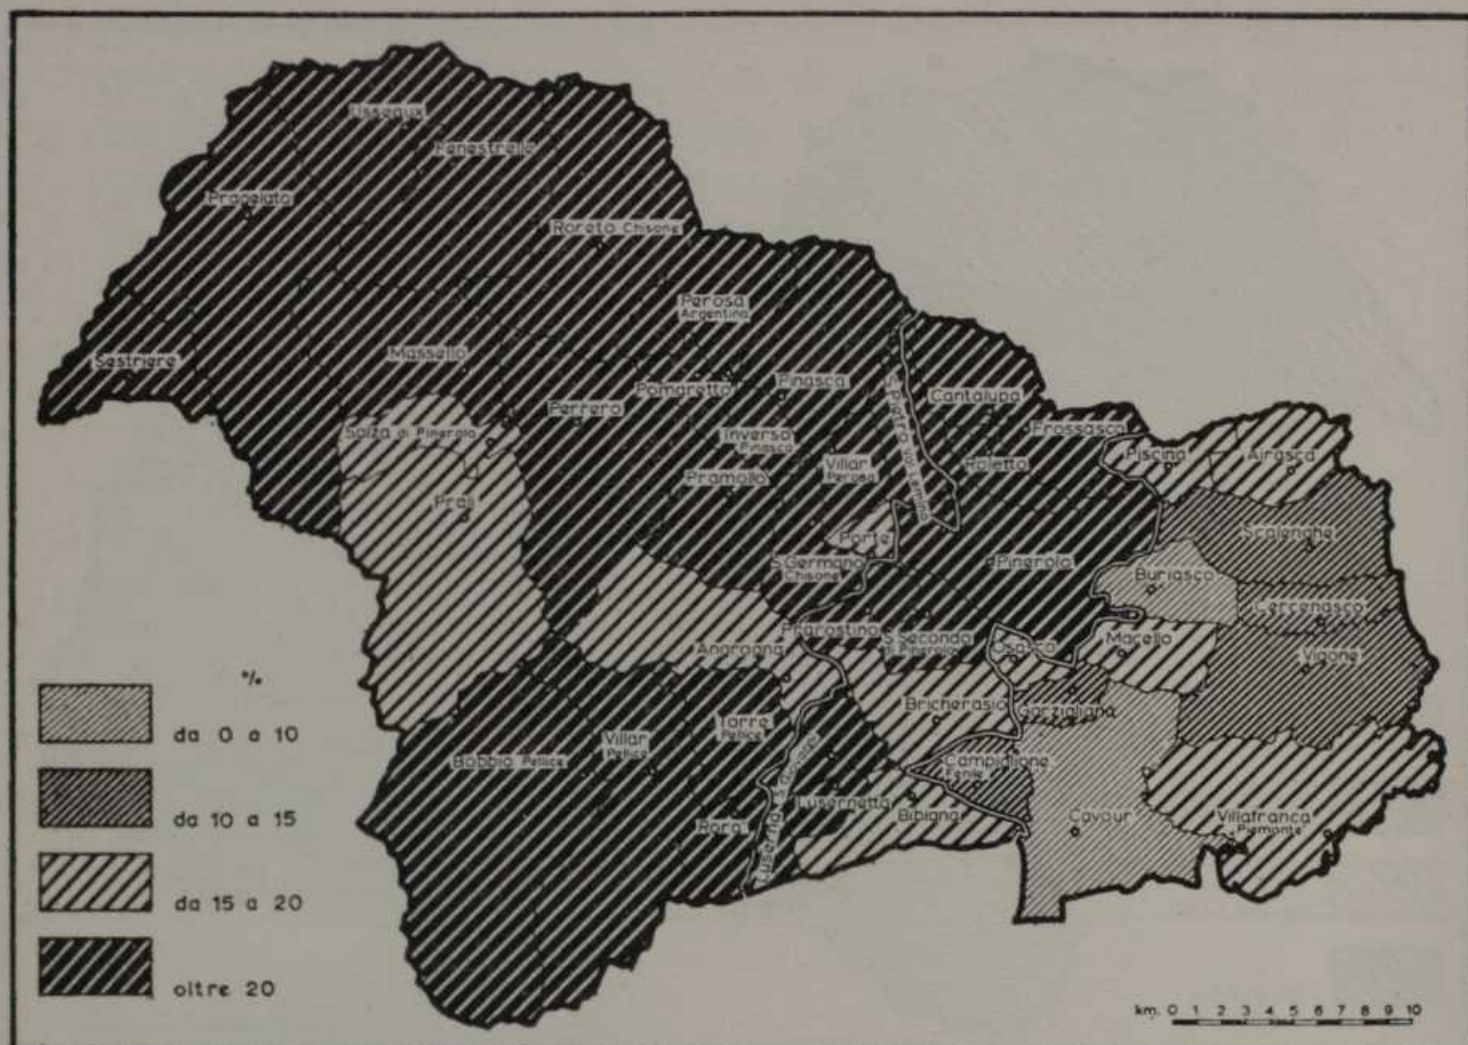 Usseaux
Fenestrelle
Pragelato
Roreto Chisone
Perosa
Argentina
Sestriere
Massello
Pomaretto
Pinasca
Cantalupa
Perrero
Frossasco
Salza di Pinerolo
Inverso
Pinasca
S. Pietro Val Lemina
Roletto
Piscina
Airasca
Villar
Perosa
Pramollo
Prali
Porte
Scalenghe
S. Germano
Chisone
Pinerolo
Buriasco
Cercenasco
Prarostino
S. Secondo
di Pinerolo
Osasco
Macello
Angrogna
Vigone
%
da 0 a 10
Bricherasio
Garzigliana
Torre
Pellice
Villar
Pellice
Bobbio Pellice
Campiglione
Fenile
Luserna S. Giovanni
Lusernetta
Bibiana
da 10 a 15
Rorà
Cavour
Villafranca
Piemonte
da 15 a 20
oltre 20
km. 0 1 2 3 4 5 6 7 8 9 10